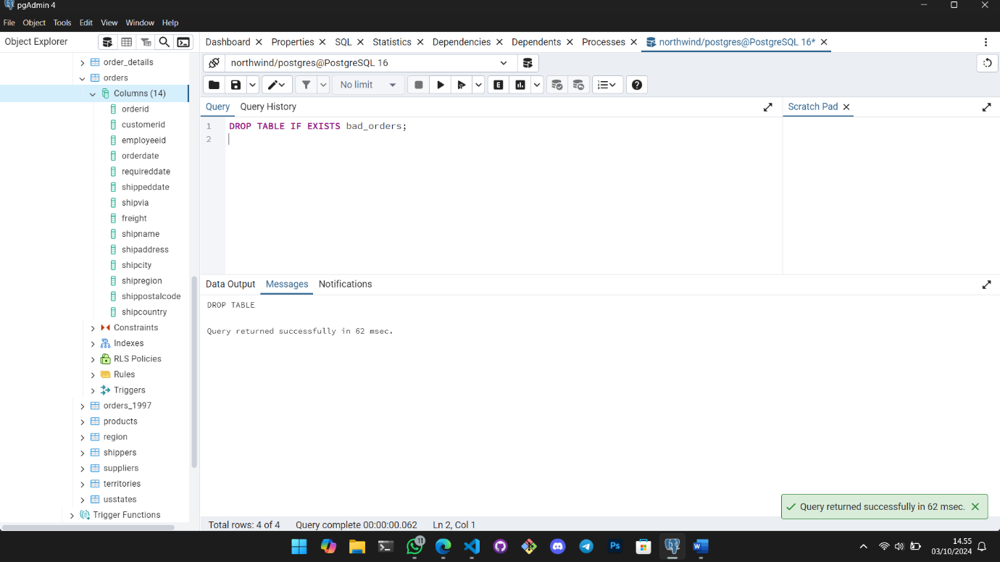 pgAdmin 4
File Object Tools Edit View Window Help
Object Explorer
Dashboard Properties SQL Statistics Dependencies Dependents Processes northwind/postgres@PostgreSQL 16*
northwind/postgres@PostgreSQL 16
No limit
E
Query Query History
Scratch Pad
1 DROP TABLE IF EXISTS bad_orders;
2
order_details
orders
Columns (14)
orderid
customerid
employeeid
orderdate
requireddate
shippeddate
shipvia
freight
shipname
shipaddress
shipcity
shipregion
shippostalcode
shipcountry
Constraints
Indexes
RLS Policies
Rules
Triggers
orders_1997
products
region
shippers
suppliers
territories
usstates
Trigger Functions
Data Output Messages Notifications
DROP TABLE
Query returned successfully in 62 msec.
Query returned successfully in 62 msec.
Total rows: 4 of 4 Query complete 00:00:00.062 Ln 2, Col 1
11
Ps
W
14.55
03/10/2024